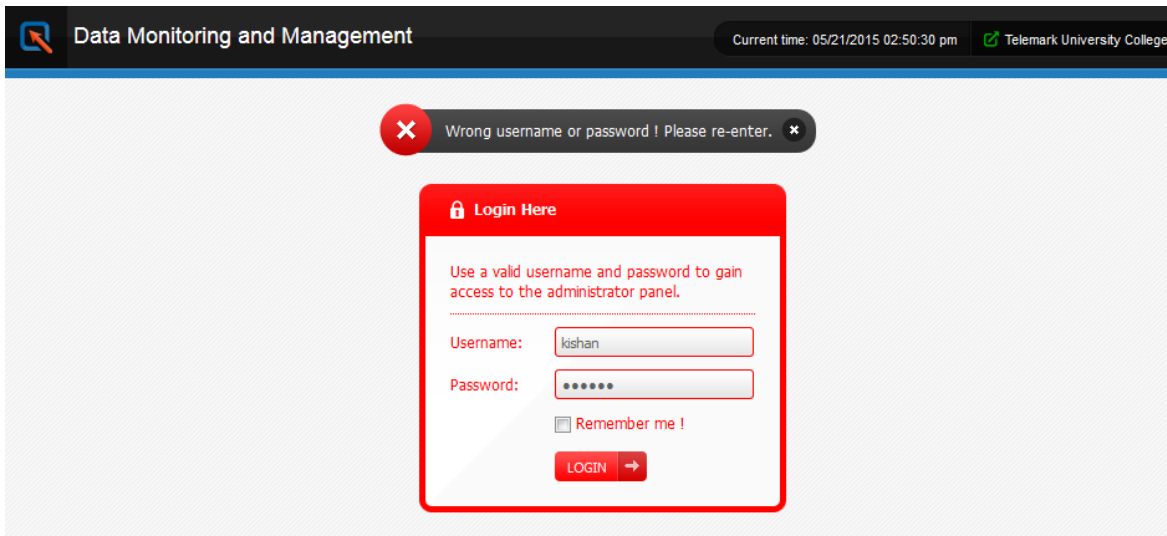 Data Monitoring and Management
Current time: 05/21/2015 02:50:30 pm
Telemark University College
Wrong username or password ! Please re-enter.
Login Here
Use a valid username and password to gain
access to the administrator panel.
Username: kishan
Password: ●●●●●●
Remember me !
LOGIN